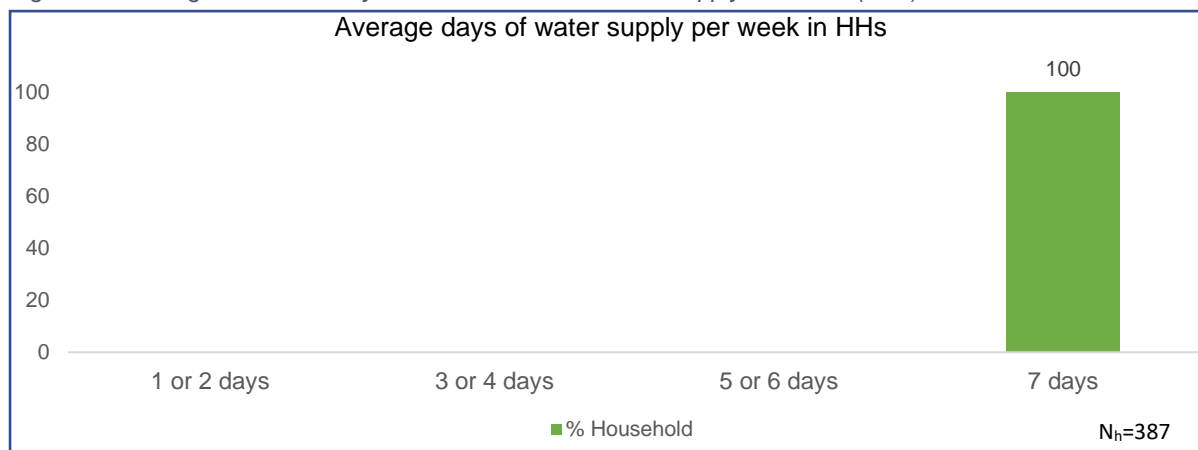 Average days of water supply per week in HHs
100
100
80
60
40
20
0
1 or 2 days 3 or 4 days 5 or 6 days 7 days
% Household
Nₕ=387